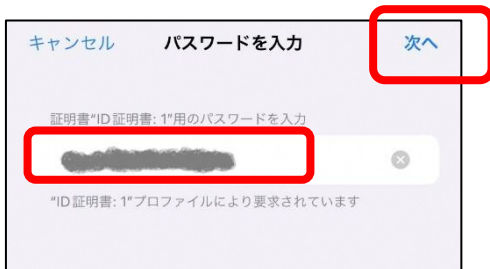 キャンセル パスワードを入力 次へ
証明書“ID証明書: 1”用のパスワードを入力
“ID証明書: 1”プロファイルにより要求されています